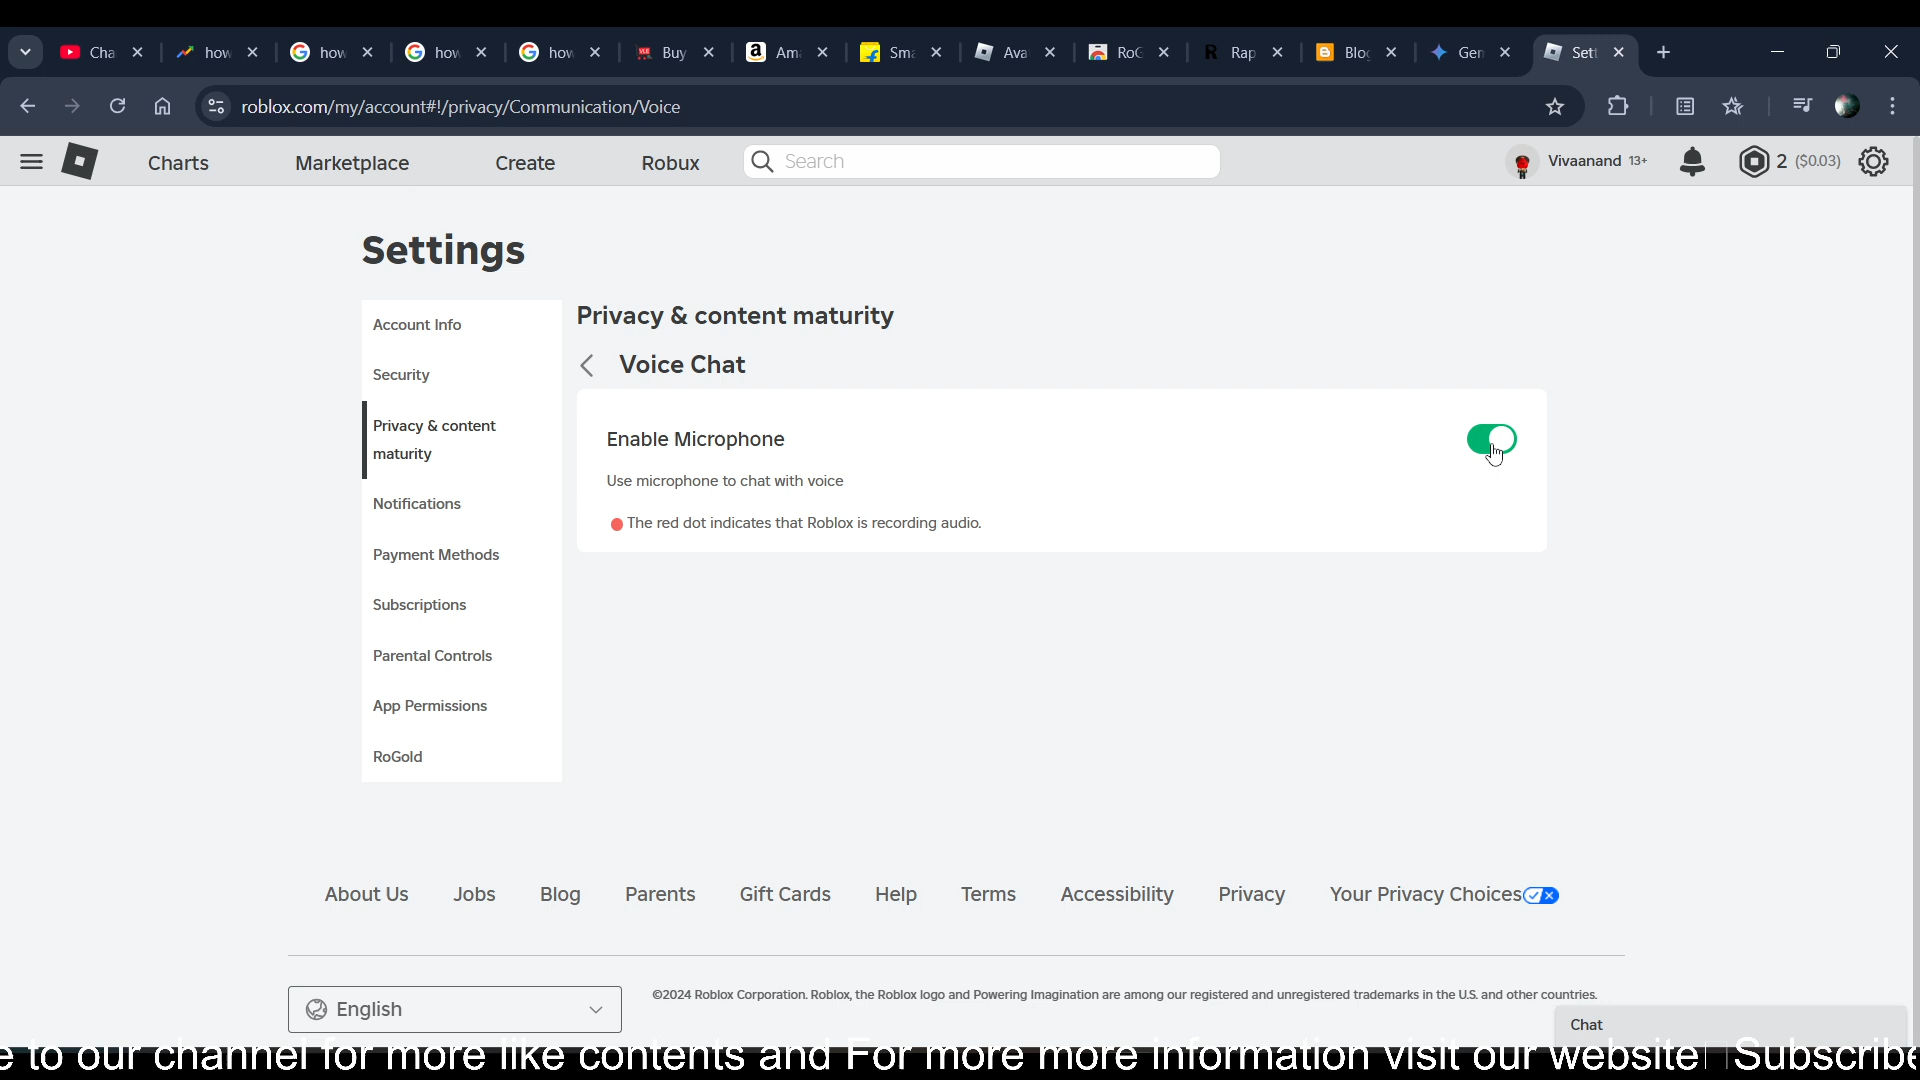 Cha how how how how Buy Am Sma Ava RoG Rap Blo Gen Sett
roblox.com/my/account#!/privacy/Communication/Voice
Charts Marketplace Create Robux Search Vivaanand 13+ 2 ($0.03)
Settings
Account Info
Security
Privacy & content
maturity
Notifications
Payment Methods
Subscriptions
Parental Controls
App Permissions
RoGold
Privacy & content maturity
Voice Chat
Enable Microphone
Use microphone to chat with voice
The red dot indicates that Roblox is recording audio.
About Us Jobs Blog Parents Gift Cards Help Terms Accessibility Privacy Your Privacy Choices
English
©2024 Roblox Corporation. Roblox, the Roblox logo and Powering Imagination are among our registered and unregistered trademarks in the U.S. and other countries.
Chat
e to our channel for more like contents and For more more information visit our website Subscribe